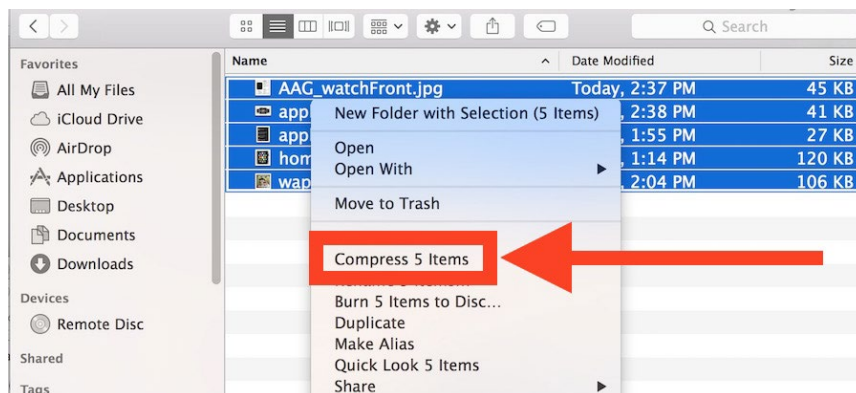 Search
Favorites
All My Files
iCloud Drive
AirDrop
Applications
Desktop
Documents
Downloads
Devices
Remote Disc
Shared
Tags
Name Date Modified Size
AAG_watchFront.jpg Today, 2:37 PM 45 KB
appl 2:38 PM 41 KB
appl 1:55 PM 27 KB
hom 1:14 PM 120 KB
wap 2:04 PM 106 KB
New Folder with Selection (5 Items)
Open
Open With
Move to Trash
Compress 5 Items
Burn 5 Items to Disc...
Duplicate
Make Alias
Quick Look 5 Items
Share